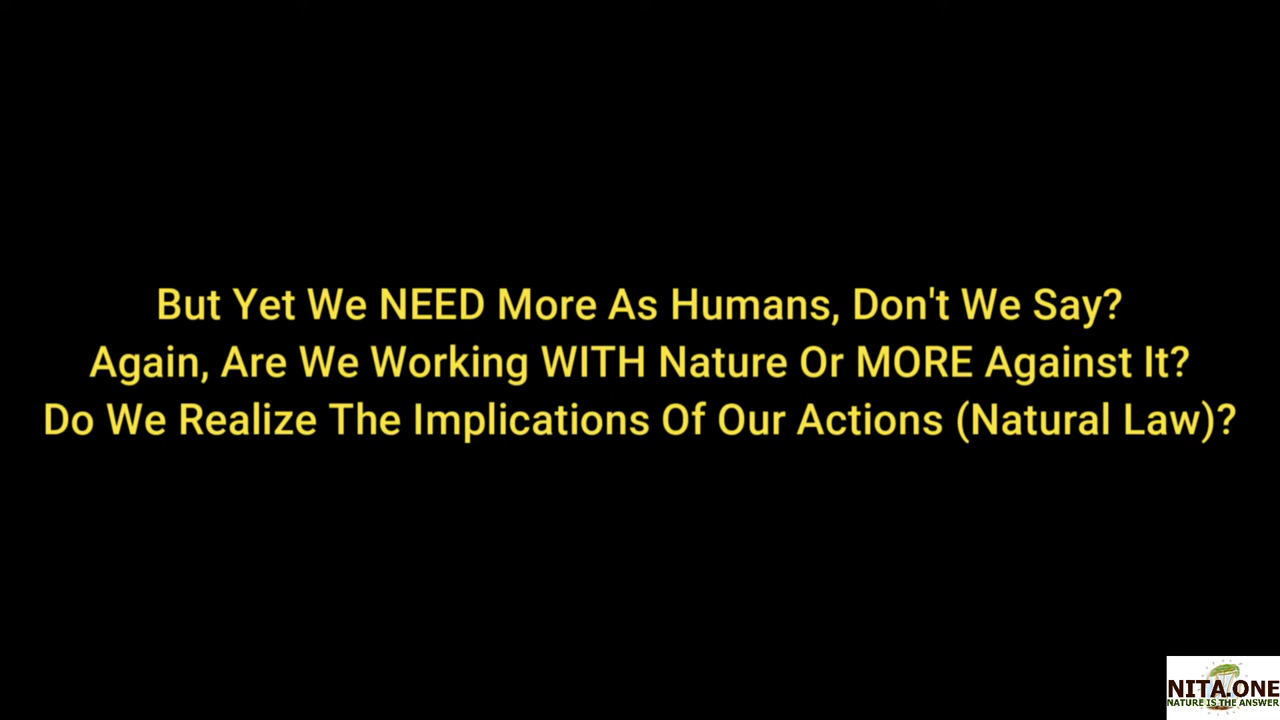 But Yet We NEED More As Humans, Don't We Say?
Again, Are We Working WITH Nature Or MORE Against It?
Do We Realize The Implications Of Our Actions (Natural Law)?
NITA.ONE
NATURE IS THE ANSWER